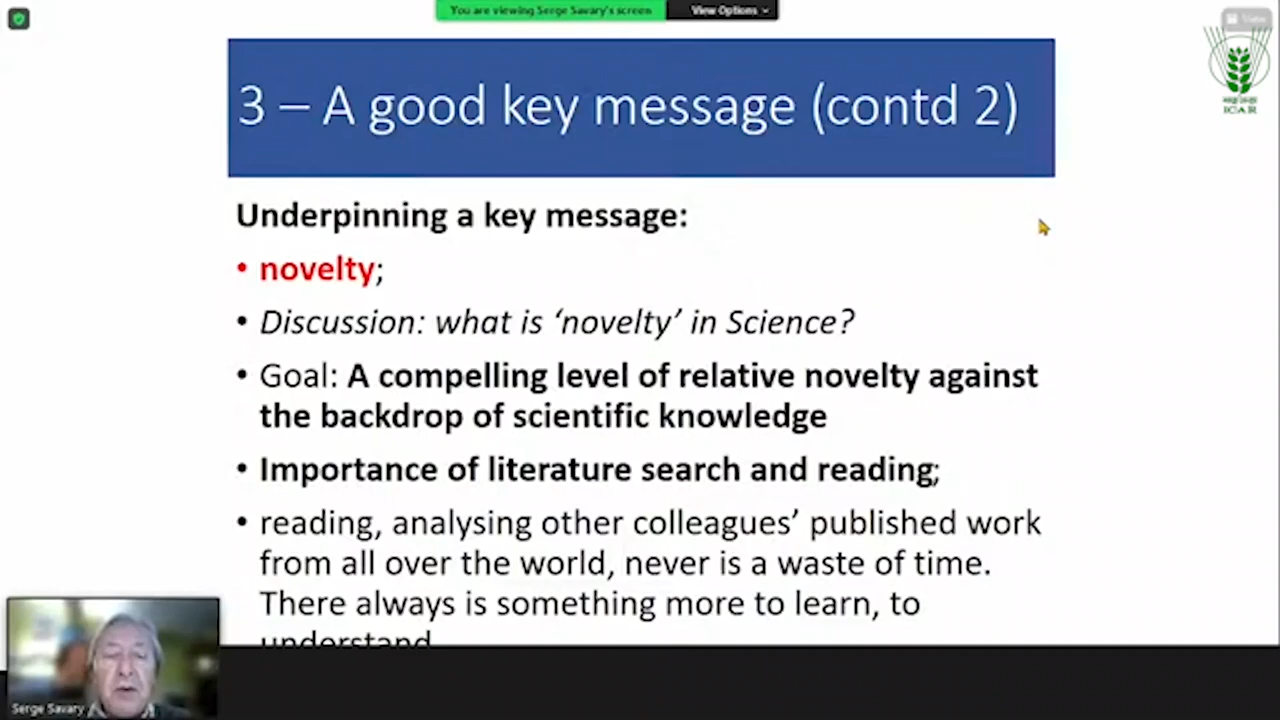 You are viewing Serge Savary's screen
View Options
View
3 – A good key message (contd 2)
ICAR
Underpinning a key message:
• novelty;
• Discussion: what is ‘novelty’ in Science?
• Goal: A compelling level of relative novelty against
the backdrop of scientific knowledge
• Importance of literature search and reading;
• reading, analysing other colleagues’ published work
from all over the world, never is a waste of time.
There always is something more to learn, to
understand
Serge Savary